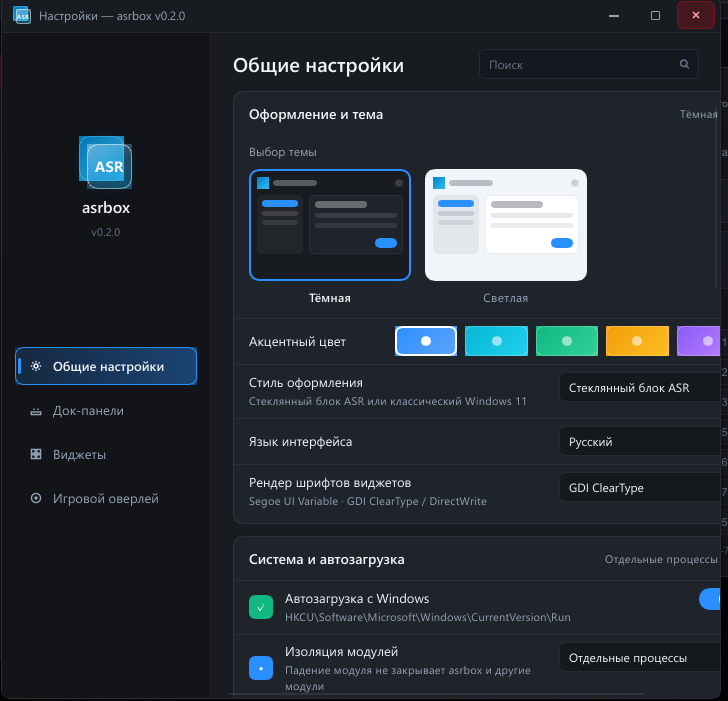 Настройки — asrbox v0.2.0
ASR
asrbox
v0.2.0
Общие настройки
Док-панели
Виджеты
Игровой оверлей
Общие настройки
Поиск
Оформление и тема
Тёмная
Выбор темы
Тёмная
Светлая
Акцентный цвет
Стиль оформления
Стеклянный блок ASR или классический Windows 11
Стеклянный блок ASR
Язык интерфейса
Русский
Рендер шрифтов виджетов
Segoe UI Variable · GDI ClearType / DirectWrite
GDI ClearType
Система и автозагрузка
Отдельные процессы
Автозагрузка с Windows
HKCU\Software\Microsoft\Windows\CurrentVersion\Run
Изоляция модулей
Падение модуля не закрывает asrbox и другие
модули
Отдельные процессы